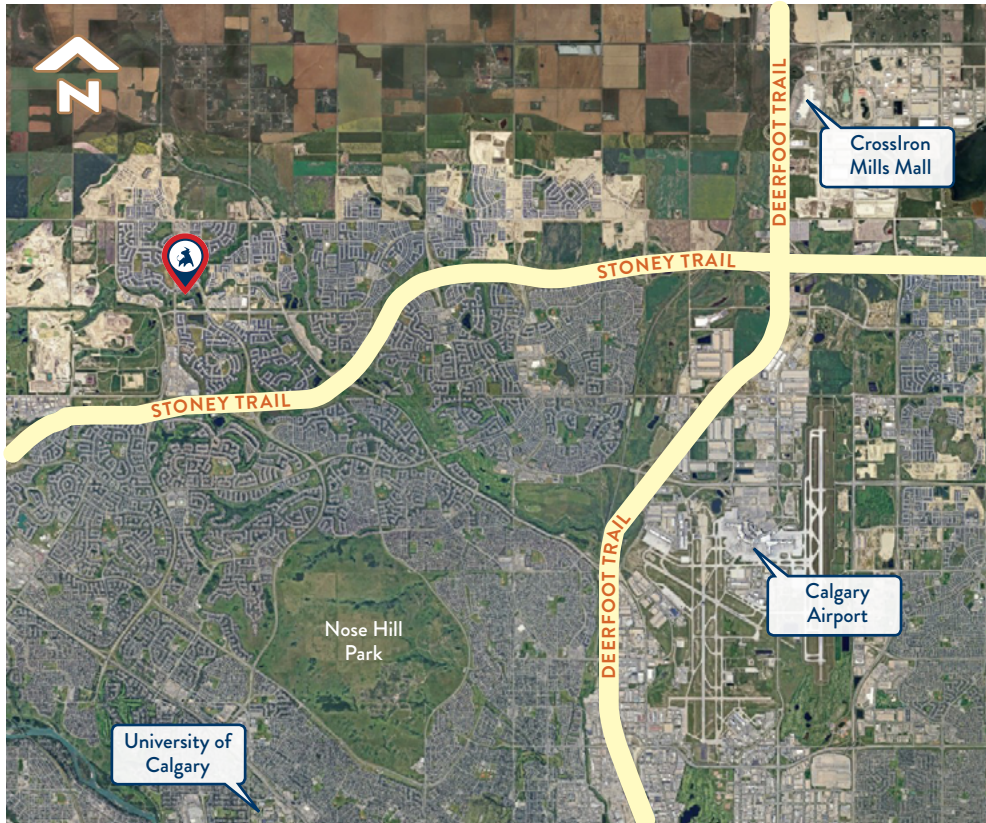 N
DEERFOOT TRAIL
CrossIron
Mills Mall
STONEY TRAIL
STONEY TRAIL
DEERFOOT TRAIL
Calgary
Airport
Nose Hill
Park
University of
Calgary